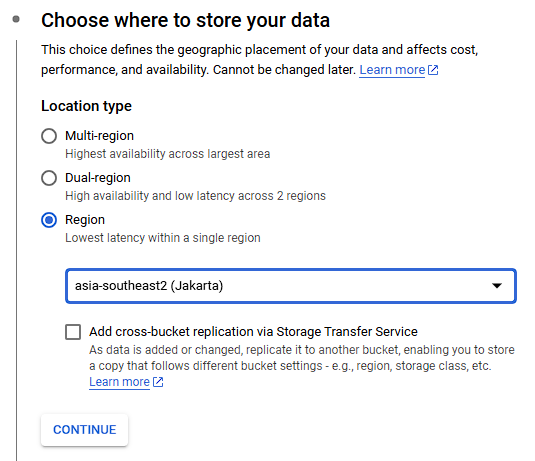 Choose where to store your data
This choice defines the geographic placement of your data and affects cost,
performance, and availability. Cannot be changed later. Learn more
Location type
Multi-region
Highest availability across largest area
Dual-region
High availability and low latency across 2 regions
Region
Lowest latency within a single region
asia-southeast2 (Jakarta)
Add cross-bucket replication via Storage Transfer Service
As data is added or changed, replicate it to another bucket, enabling you to store
a copy that follows different bucket settings - e.g., region, storage class, etc.
Learn more
CONTINUE